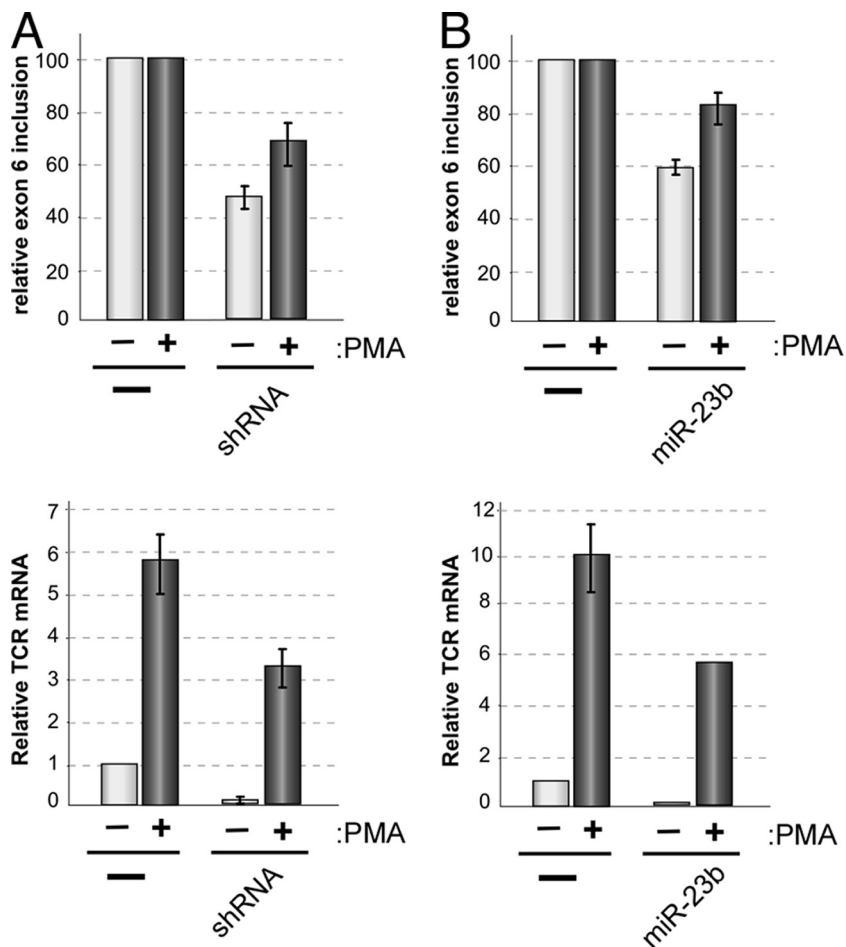 A
relative exon 6 inclusion
100
80
60
40
20
0
− + − + :PMA
−
shRNA
B
relative exon 6 inclusion
100
80
60
40
20
0
− + − + :PMA
−
miR-23b
Relative TCR mRNA
7
6
5
4
3
2
1
0
− + − + :PMA
−
shRNA
Relative TCR mRNA
12
10
8
6
4
2
0
− + − + :PMA
−
miR-23b